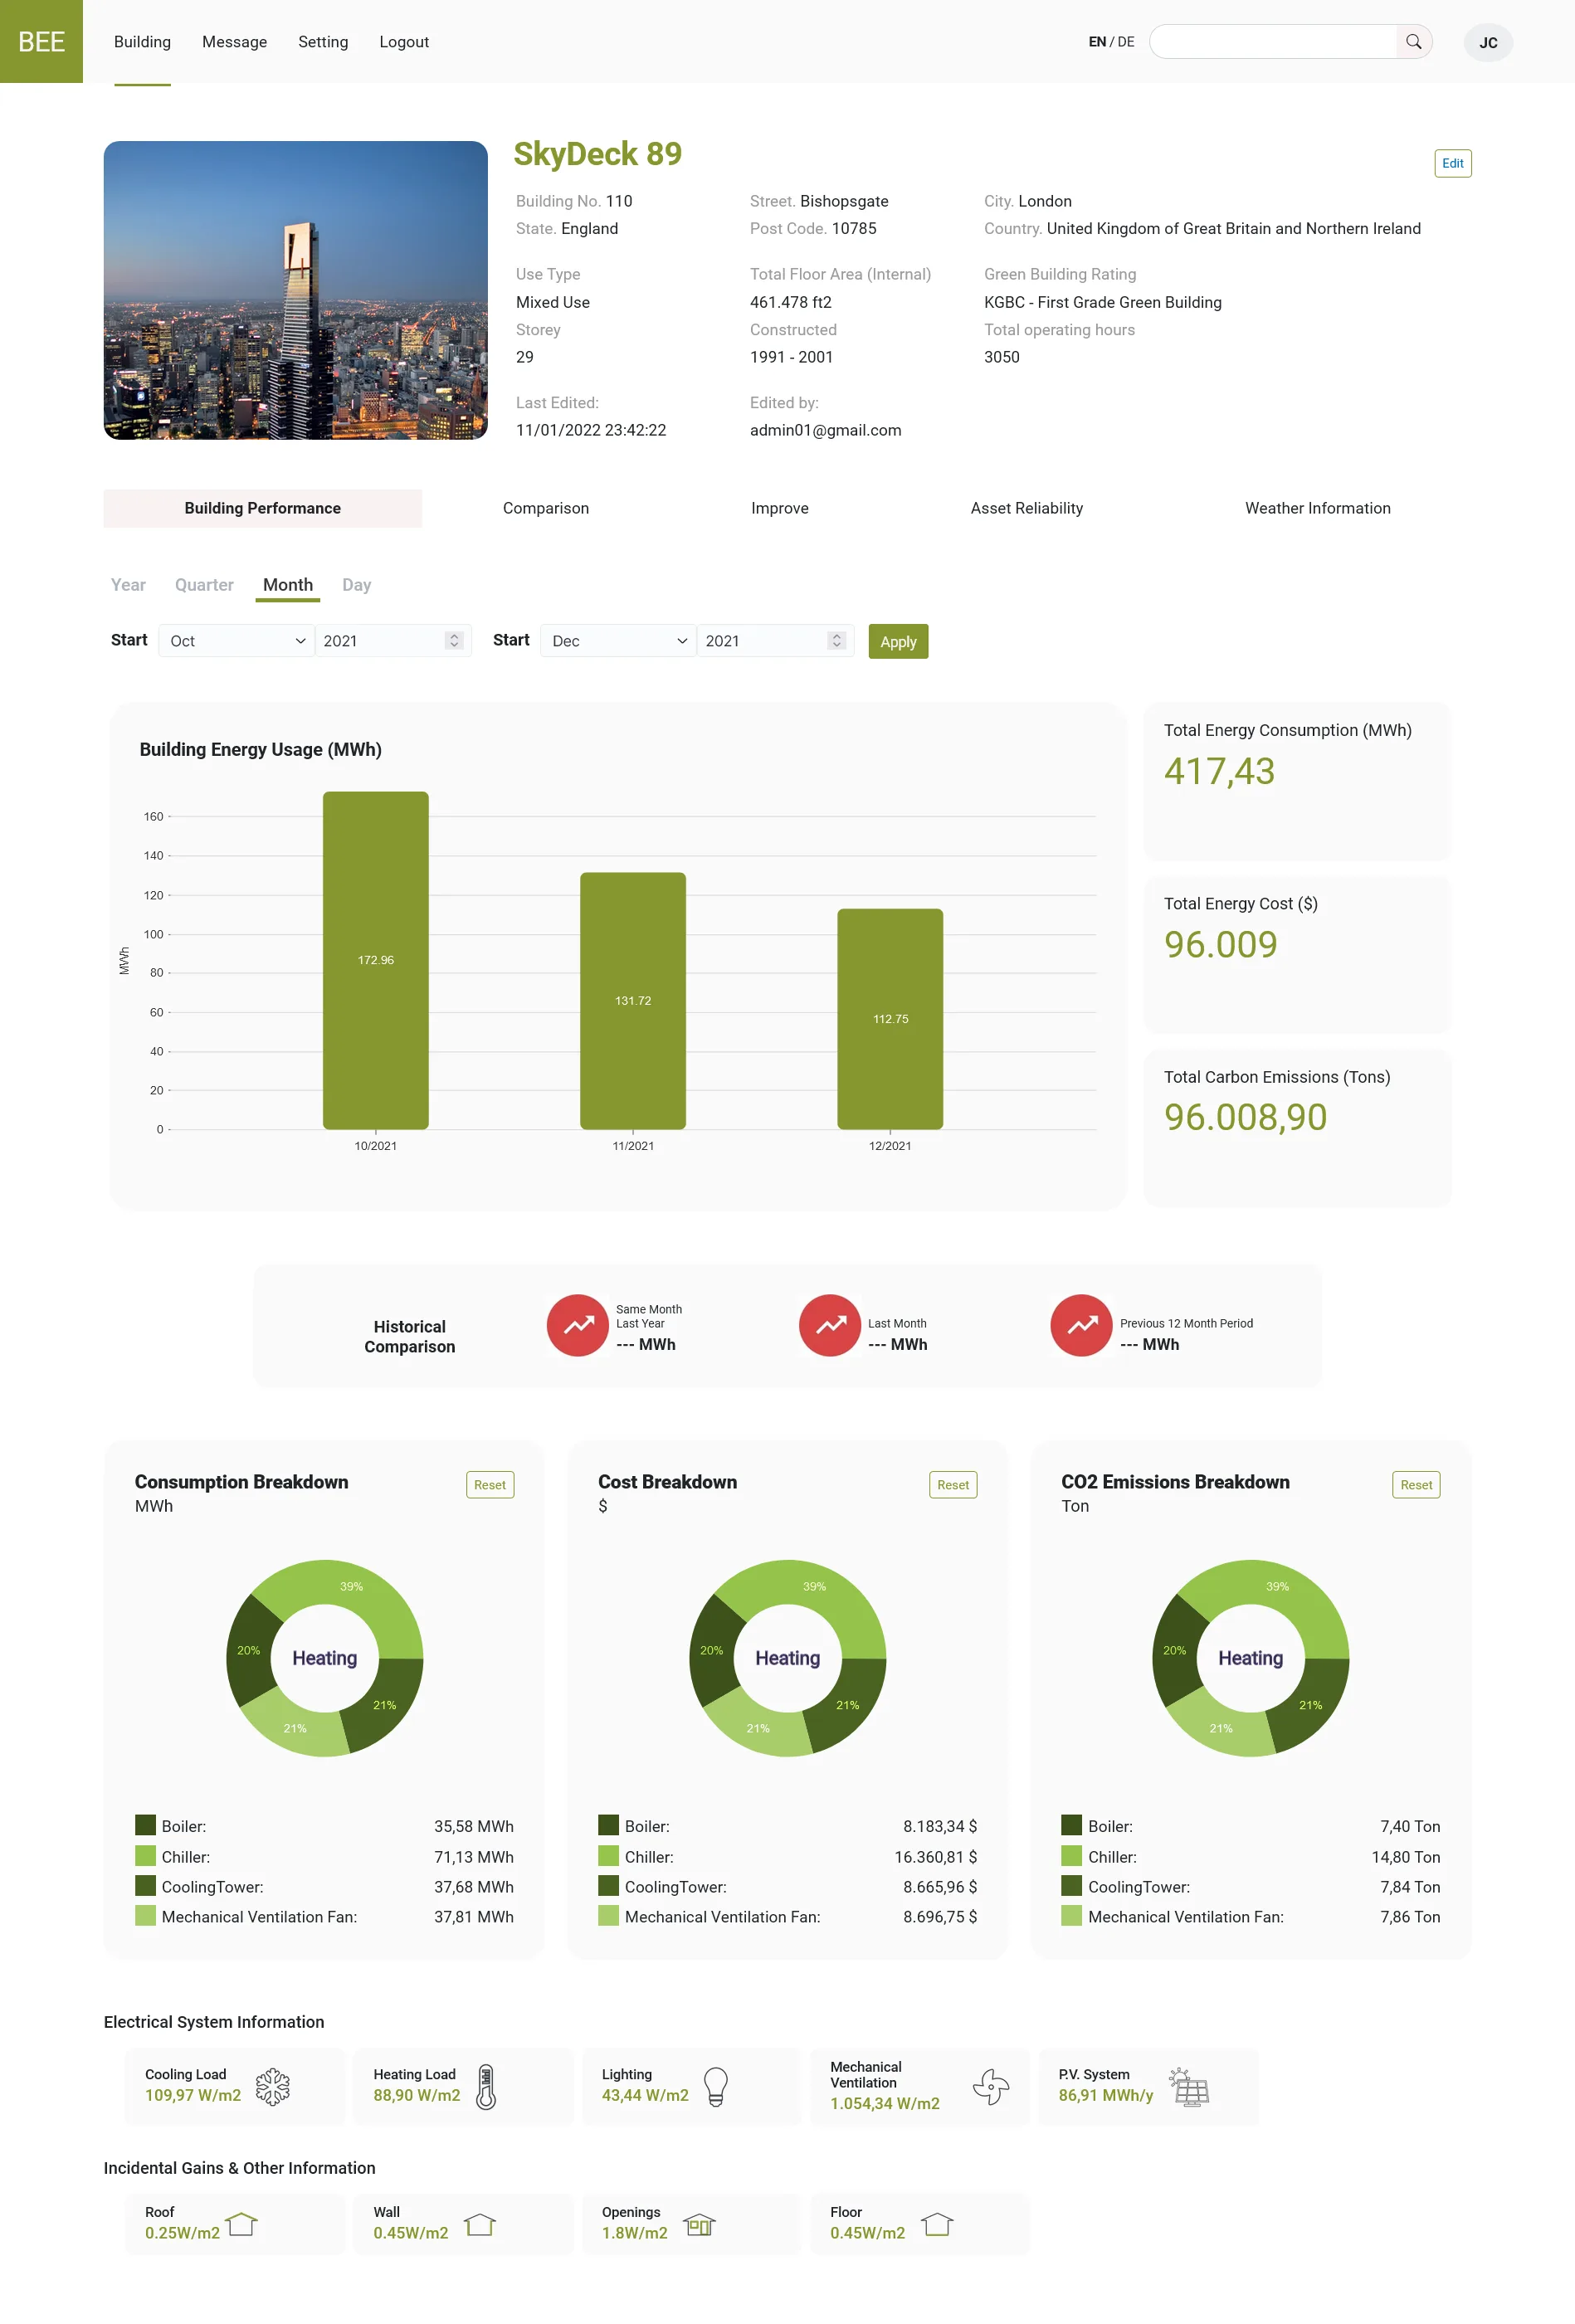 BEE
Building Message Setting Logout
EN / DE
JC
SkyDeck 89
Edit
Building No. 110 Street. Bishopsgate City. London
State. England Post Code. 10785 Country. United Kingdom of Great Britain and Northern Ireland
Use Type Total Floor Area (Internal) Green Building Rating
Mixed Use 461.478 ft2 KGBC - First Grade Green Building
Storey Constructed Total operating hours
29 1991 - 2001 3050
Last Edited: Edited by:
11/01/2022 23:42:22 admin01@gmail.com
Building Performance Comparison Improve Asset Reliability Weather Information
Year Quarter Month Day
Start Oct 2021 Start Dec 2021 Apply
Building Energy Usage (MWh)
MWh
160
140
120
100
80
60
40
20
0
172.96
131.72
112.75
10/2021 11/2021 12/2021
Total Energy Consumption (MWh)
417,43
Total Energy Cost ($)
96.009
Total Carbon Emissions (Tons)
96.008,90
Historical
Comparison
Same Month
Last Year
--- MWh
Last Month
--- MWh
Previous 12 Month Period
--- MWh
Consumption Breakdown
Reset
MWh
39%
20%
Heating
21%
21%
Boiler: 35,58 MWh
Chiller: 71,13 MWh
CoolingTower: 37,68 MWh
Mechanical Ventilation Fan: 37,81 MWh
Cost Breakdown
Reset
$
39%
20%
Heating
21%
21%
Boiler: 8.183,34 $
Chiller: 16.360,81 $
CoolingTower: 8.665,96 $
Mechanical Ventilation Fan: 8.696,75 $
CO2 Emissions Breakdown
Reset
Ton
39%
20%
Heating
21%
21%
Boiler: 7,40 Ton
Chiller: 14,80 Ton
CoolingTower: 7,84 Ton
Mechanical Ventilation Fan: 7,86 Ton
Electrical System Information
Cooling Load
109,97 W/m2
Heating Load
88,90 W/m2
Lighting
43,44 W/m2
Mechanical
Ventilation
1.054,34 W/m2
P.V. System
86,91 MWh/y
Incidental Gains & Other Information
Roof
0.25W/m2
Wall
0.45W/m2
Openings
1.8W/m2
Floor
0.45W/m2